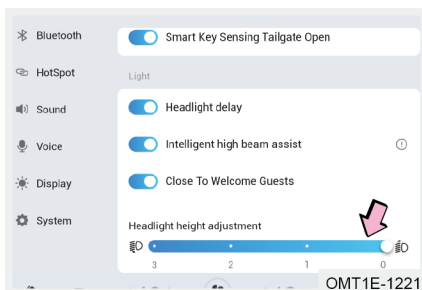 Bluetooth
Smart Key Sensing Tailgate Open
HotSpot
Light
Sound
Headlight delay
Voice
Intelligent high beam assist
Display
Close To Welcome Guests
System
Headlight height adjustment
3 2 1 0
OMT1E-1221